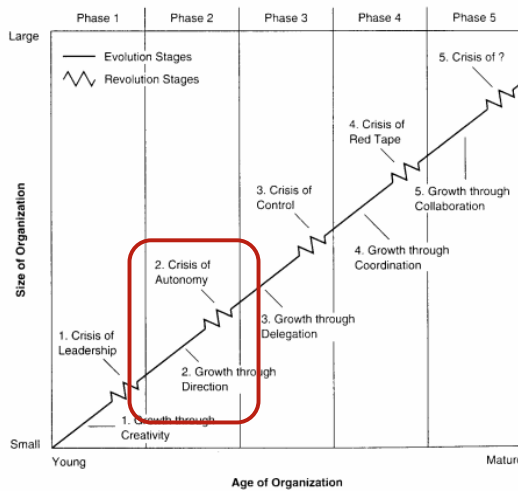 Phase 1 Phase 2 Phase 3 Phase 4 Phase 5
Large
Evolution Stages
Revolution Stages
5. Crisis of ?
4. Crisis of
Red Tape
3. Crisis of
Control
5. Growth through
Collaboration
2. Crisis of
Autonomy
4. Growth through
Coordination
1. Crisis of
Leadership
3. Growth through
Delegation
2. Growth through
Direction
1. Growth through
Creativity
Size of Organization
Small
Young
Mature
Age of Organization